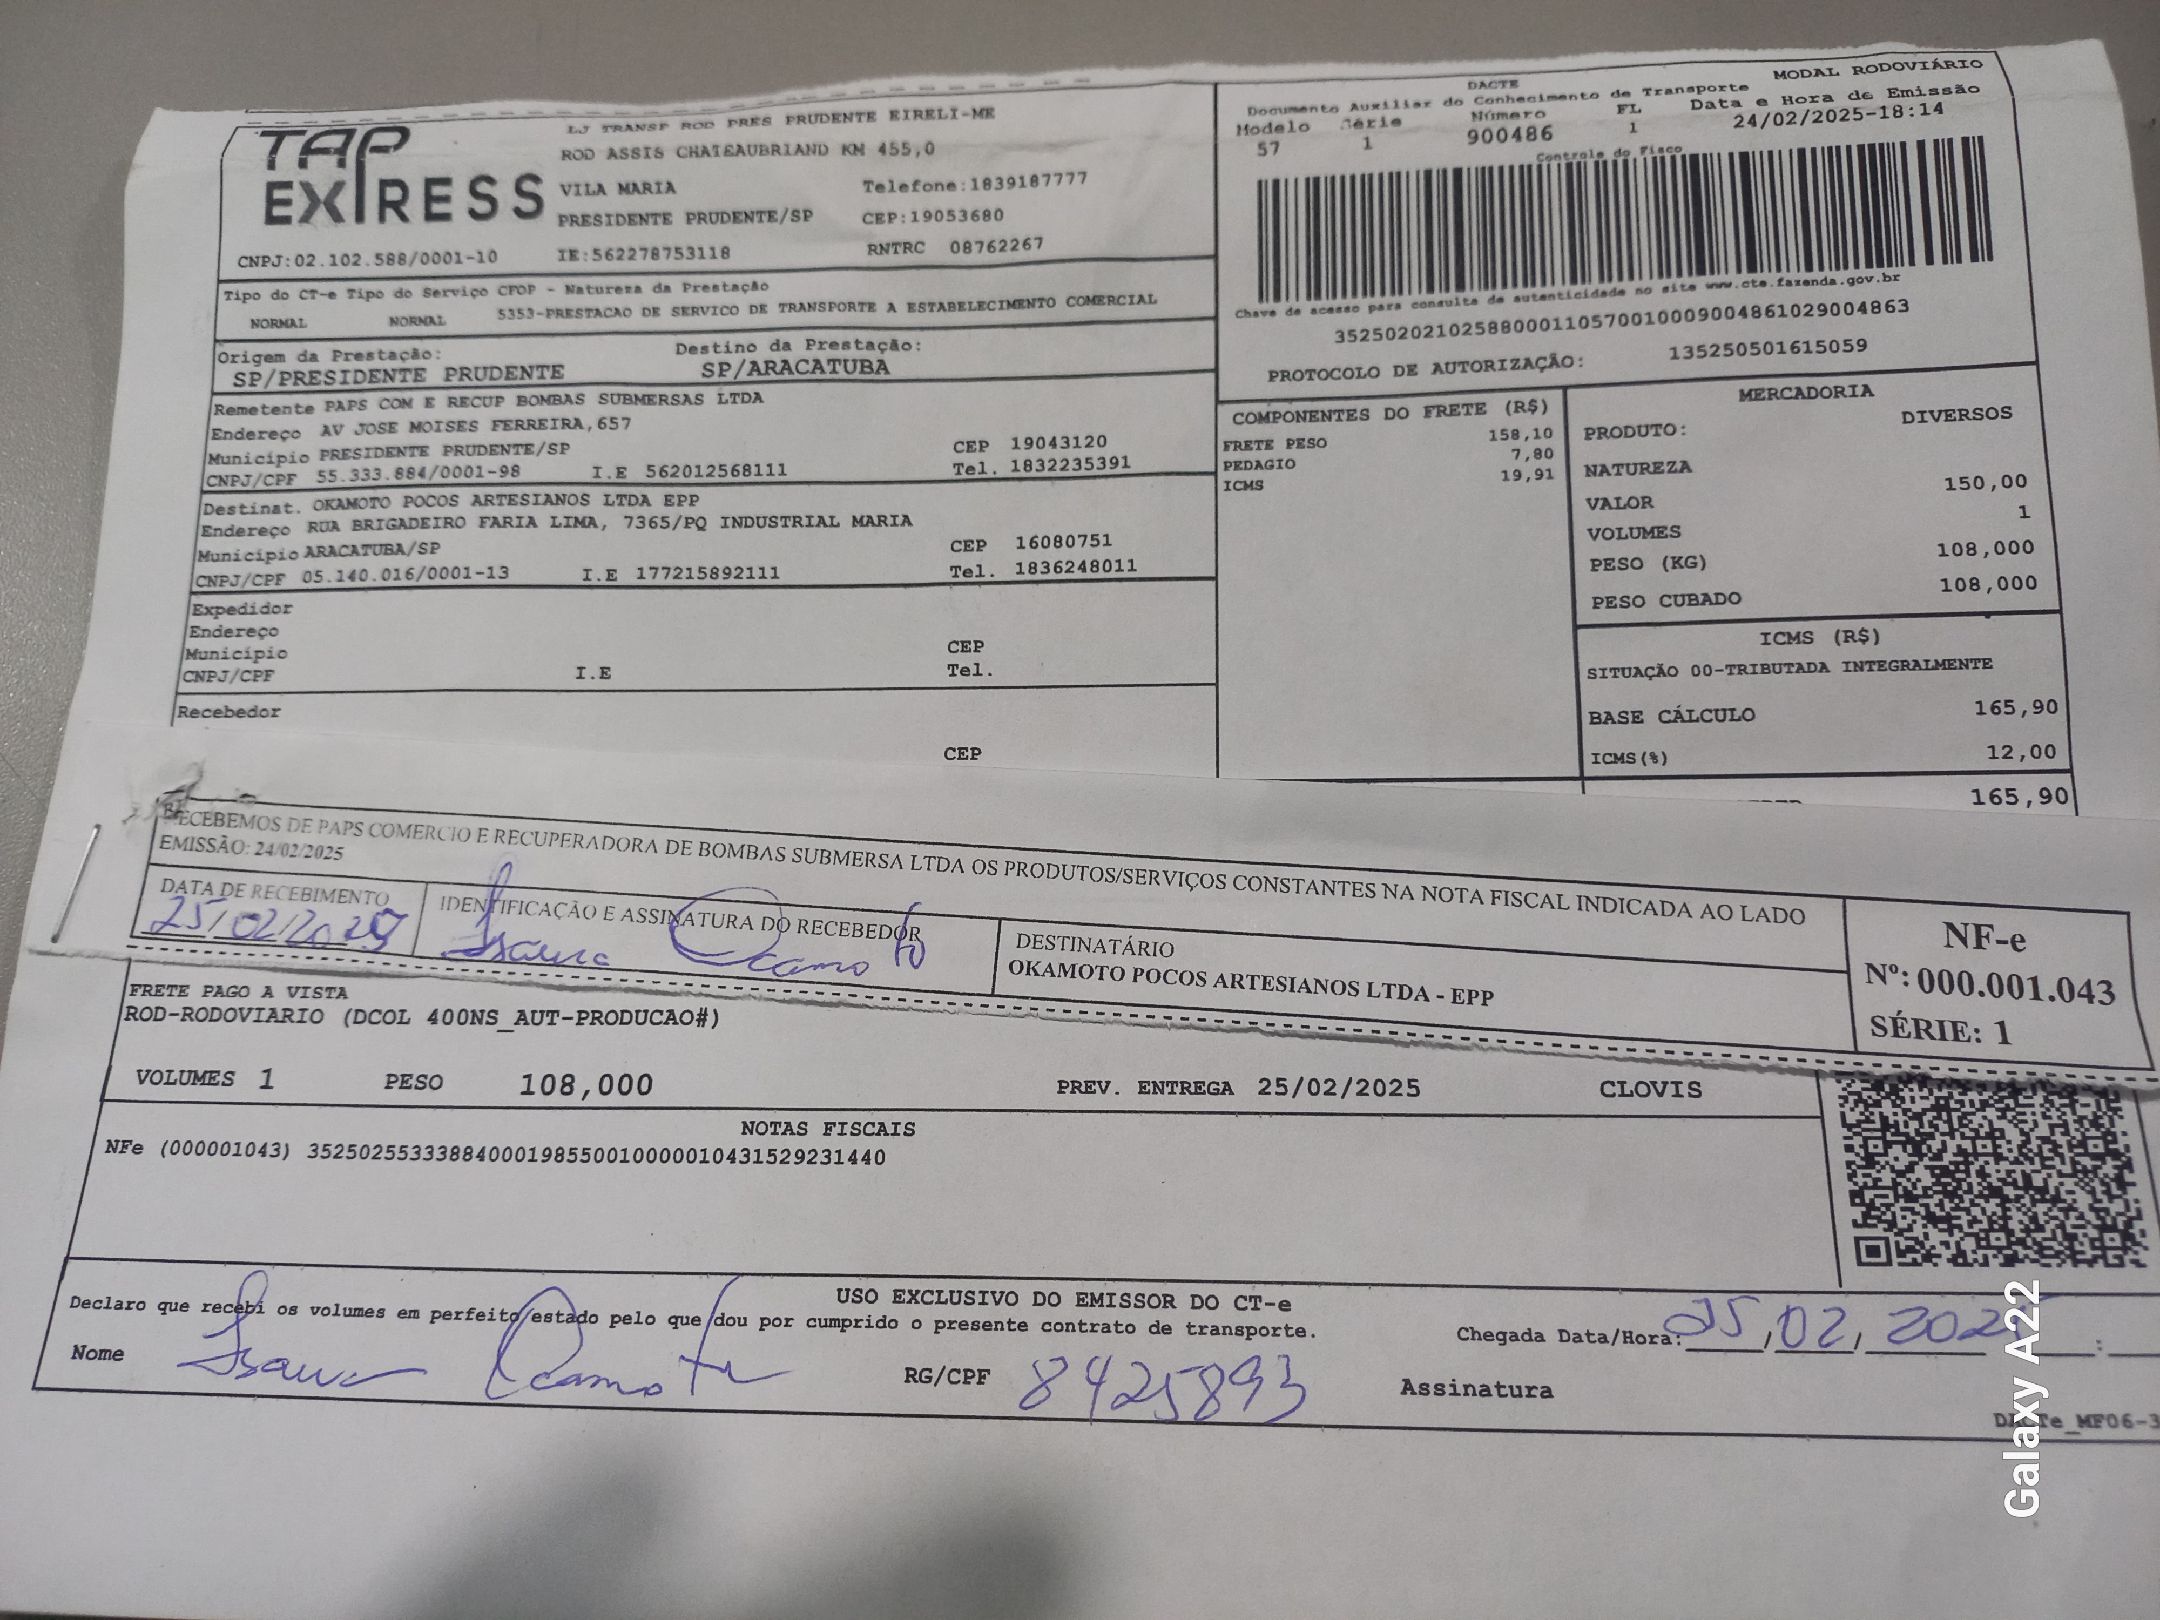 TAP EXPRESS
LJ TRANSP ROD PRES PRUDENTE EIRELI-ME
ROD ASSIS CHATEAUBRIAND KM 455,0
VILA MARIA Telefone:1839187777
PRESIDENTE PRUDENTE/SP CEP:19053680
CNPJ:02.102.588/0001-10 IE:562278753118 RNTRC 08762267
DACTE MODAL RODOVIÁRIO
Documento Auxiliar do Conhecimento de Transporte
Modelo Série Número FL Data e Hora de Emissão
57 1 900486 1 24/02/2025-18:14
Controle do Fisco
Chave de acesso para consulta de autenticidade no site www.cte.fazenda.gov.br
35250202102588000110570010009004861029004863
PROTOCOLO DE AUTORIZAÇÃO: 135250501615059
Tipo do CT-e Tipo do Serviço CFOP - Natureza da Prestação
NORMAL NORMAL 5353-PRESTACAO DE SERVICO DE TRANSPORTE A ESTABELECIMENTO COMERCIAL
Origem da Prestação: Destino da Prestação:
SP/PRESIDENTE PRUDENTE SP/ARACATUBA
Remetente PAPS COM E RECUP BOMBAS SUBMERSAS LTDA
Endereço AV JOSE MOISES FERREIRA,657
Município PRESIDENTE PRUDENTE/SP CEP 19043120
CNPJ/CPF 55.333.884/0001-98 I.E 562012568111 Tel. 1832235391
Destinat. OKAMOTO POCOS ARTESIANOS LTDA EPP
Endereço RUA BRIGADEIRO FARIA LIMA, 7365/PQ INDUSTRIAL MARIA
Município ARACATUBA/SP CEP 16080751
CNPJ/CPF 05.140.016/0001-13 I.E 177215892111 Tel. 1836248011
Expedidor
Endereço
Município CEP
CNPJ/CPF I.E Tel.
Recebedor
CEP
COMPONENTES DO FRETE (R$)
FRETE PESO 158,10
PEDAGIO 7,80
ICMS 19,91
MERCADORIA
PRODUTO: DIVERSOS
NATUREZA
VALOR 150,00
VOLUMES 1
PESO (KG) 108,000
PESO CUBADO 108,000
ICMS (R$)
SITUAÇÃO 00-TRIBUTADA INTEGRALMENTE
BASE CÁLCULO 165,90
ICMS(%) 12,00
165,90
RECEBEMOS DE PAPS COMERCIO E RECUPERADORA DE BOMBAS SUBMERSA LTDA OS PRODUTOS/SERVIÇOS CONSTANTES NA NOTA FISCAL INDICADA AO LADO
EMISSÃO: 24/02/2025
DATA DE RECEBIMENTO
25/02/2025
IDENTIFICAÇÃO E ASSINATURA DO RECEBEDOR
Okamoto
DESTINATÁRIO
OKAMOTO POCOS ARTESIANOS LTDA - EPP
NF-e
Nº: 000.001.043
SÉRIE: 1
FRETE PAGO A VISTA
ROD-RODOVIARIO (DCOL 400NS_AUT-PRODUCAO#)
VOLUMES 1 PESO 108,000 PREV. ENTREGA 25/02/2025 CLOVIS
NOTAS FISCAIS
NFe (000001043) 35250255333884000198550010000010431529231440
USO EXCLUSIVO DO EMISSOR DO CT-e
Declaro que recebi os volumes em perfeito estado pelo que dou por cumprido o presente contrato de transporte.
Chegada Data/Hora: 25/02/2025 :
Nome Okamoto RG/CPF 8425893 Assinatura
DACTe_MF06-3
Galaxy A22